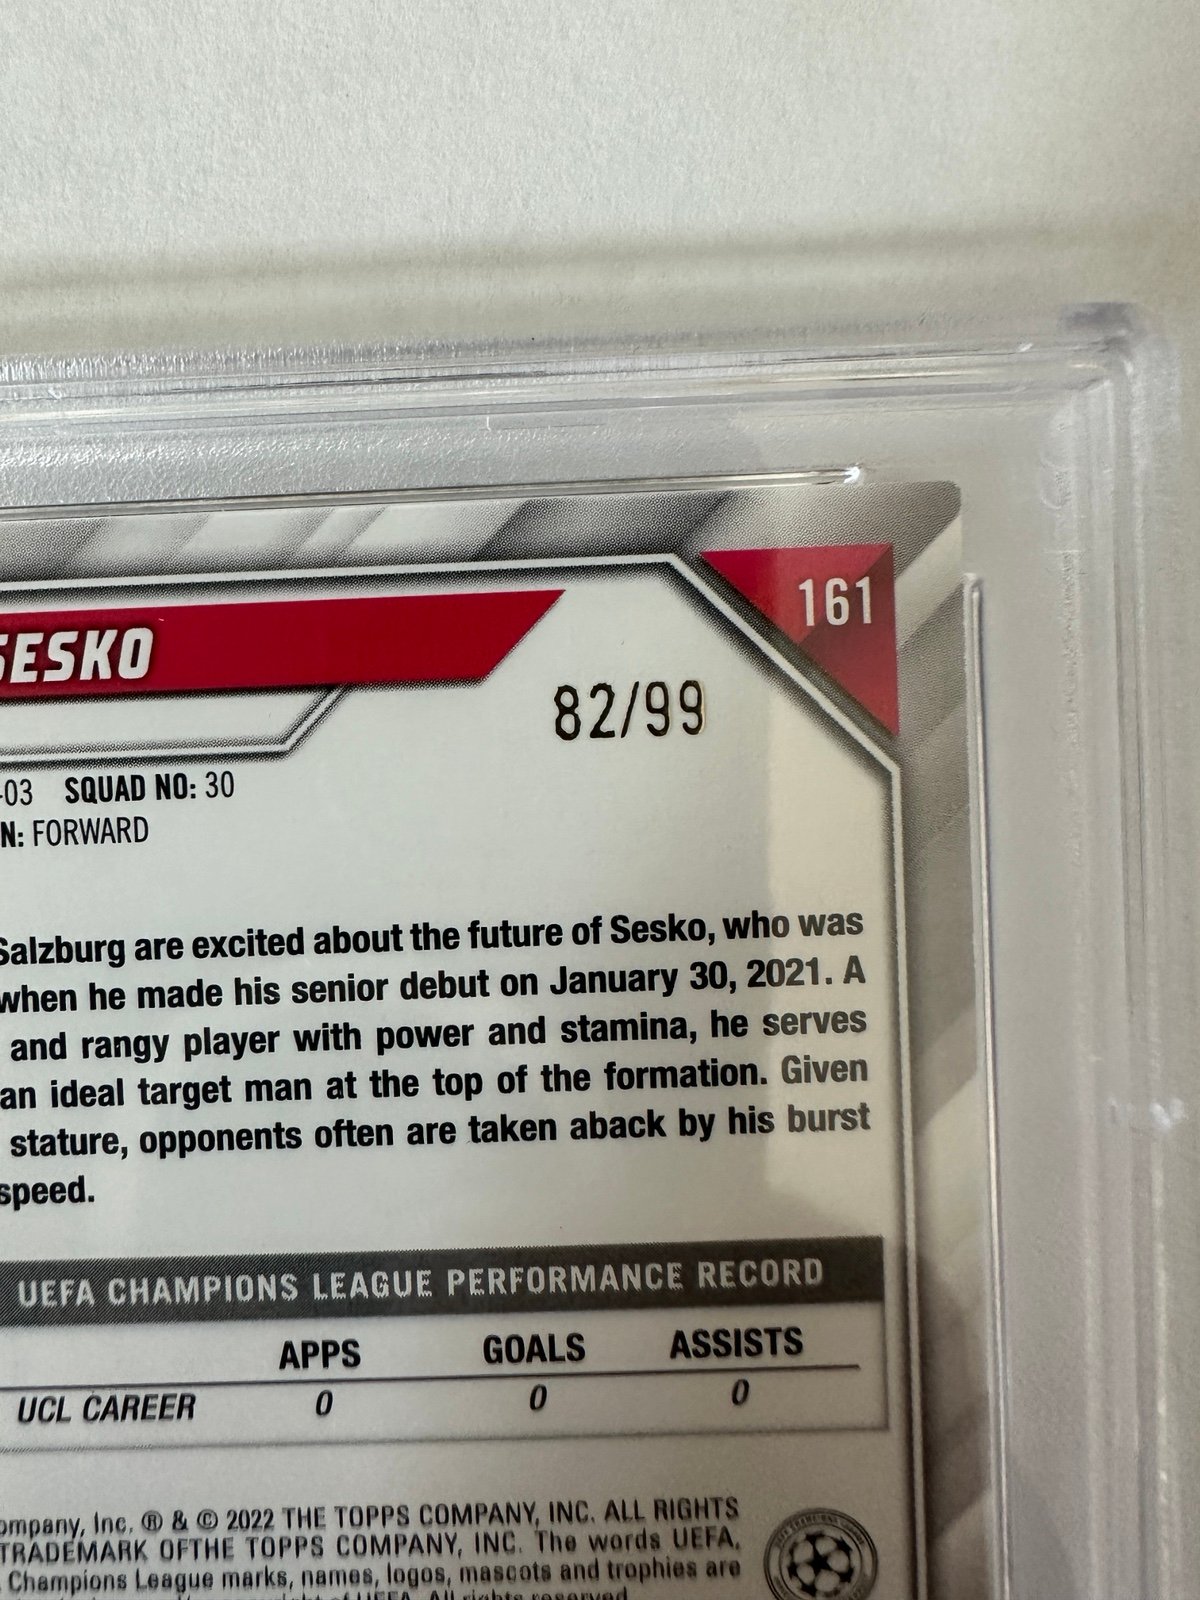 161
SESKO
82/99
-03 SQUAD NO: 30
N: FORWARD
Salzburg are excited about the future of Sesko, who was
when he made his senior debut on January 30, 2021. A
and rangy player with power and stamina, he serves
an ideal target man at the top of the formation. Given
stature, opponents often are taken aback by his burst
speed.
UEFA CHAMPIONS LEAGUE PERFORMANCE RECORD
APPS GOALS ASSISTS
UCL CAREER 0 0 0
ompany, Inc. ® & © 2022 THE TOPPS COMPANY, INC. ALL RIGHTS
TRADEMARK OFTHE TOPPS COMPANY, INC. The words UEFA,
Champions League marks, names, logos, mascots and trophies are
of UEFA. All rights reserved.